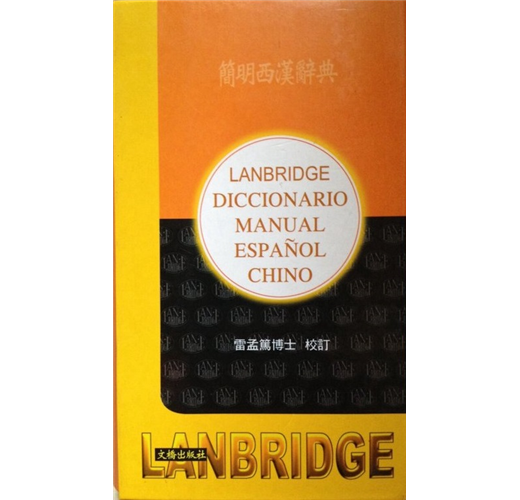 簡明西漢辭典
LANBRIDGE
DICCIONARIO
MANUAL
ESPAÑOL
CHINO
雷孟篤博士 校訂
LANBRIDGE
文橋出版社